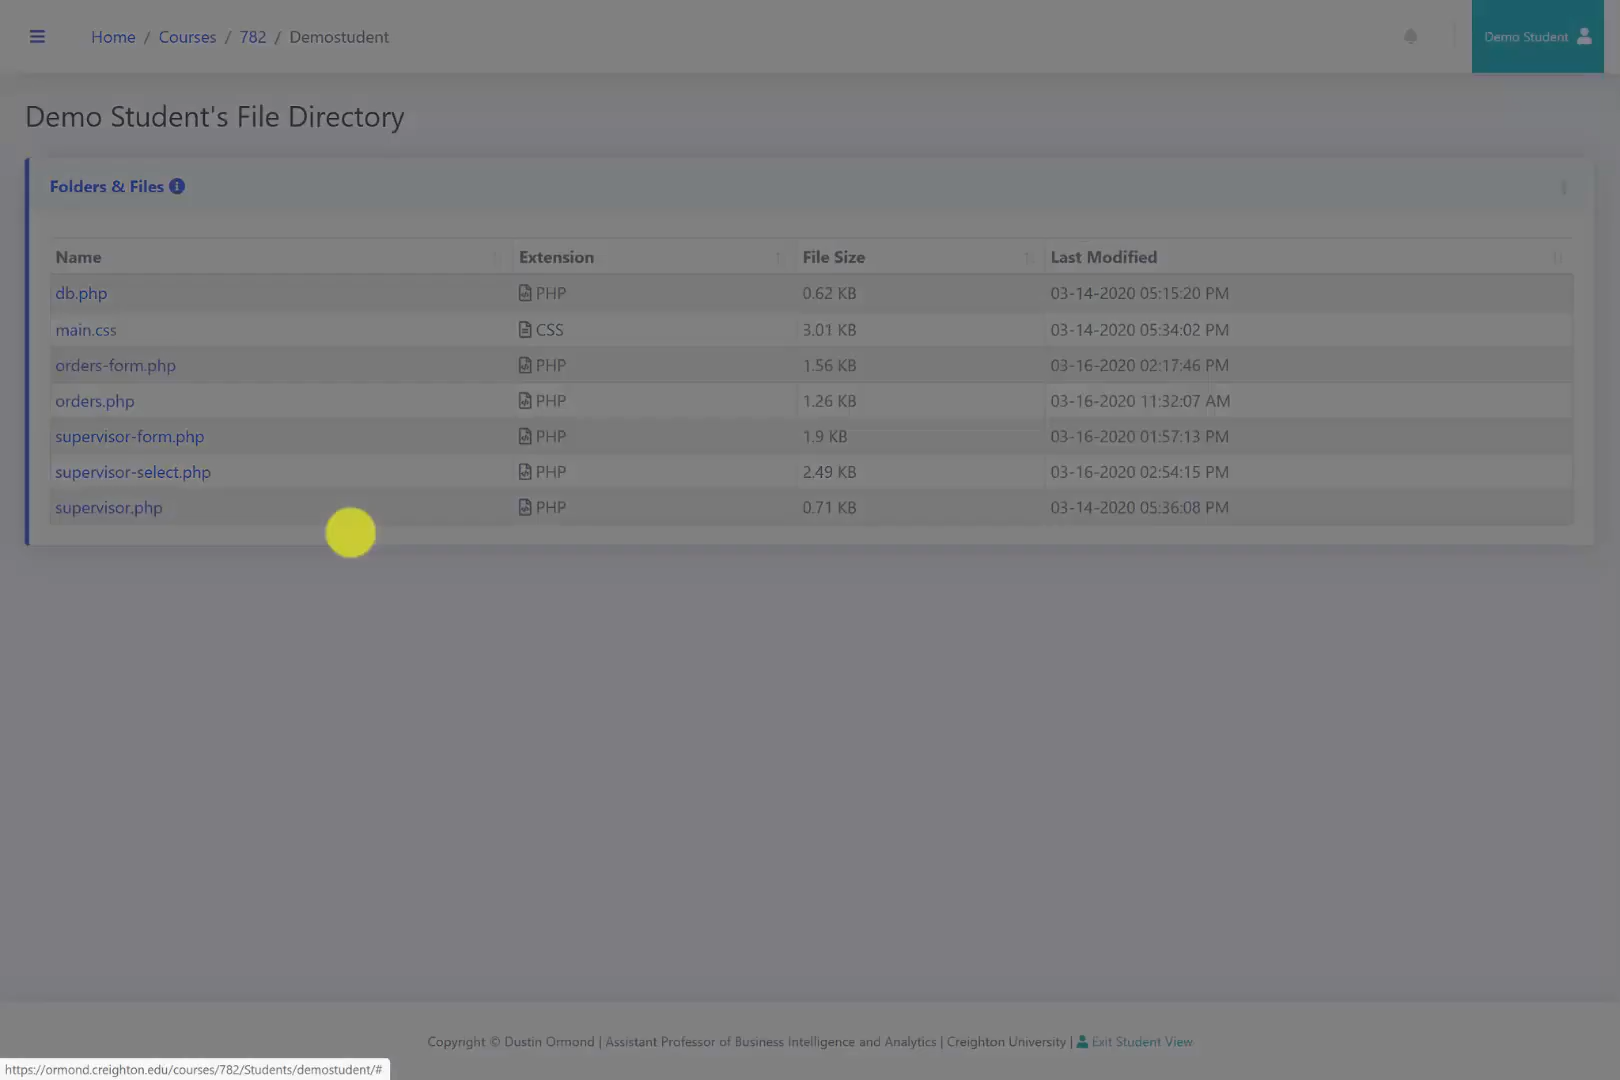 Home / Courses / 782 / Demostudent
Demo Student
Demo Student's File Directory
Folders & Files
Name Extension File Size Last Modified
db.php PHP 0.62 KB 03-14-2020 05:15:20 PM
main.css CSS 3.01 KB 03-14-2020 05:34:02 PM
orders-form.php PHP 1.56 KB 03-16-2020 02:17:46 PM
orders.php PHP 1.26 KB 03-16-2020 11:32:07 AM
supervisor-form.php PHP 1.9 KB 03-16-2020 01:57:13 PM
supervisor-select.php PHP 2.49 KB 03-16-2020 02:54:15 PM
supervisor.php PHP 0.71 KB 03-14-2020 05:36:08 PM
Copyright © Dustin Ormond | Assistant Professor of Business Intelligence and Analytics | Creighton University | Exit Student View
https://ormond.creighton.edu/courses/782/Students/demostudent/#